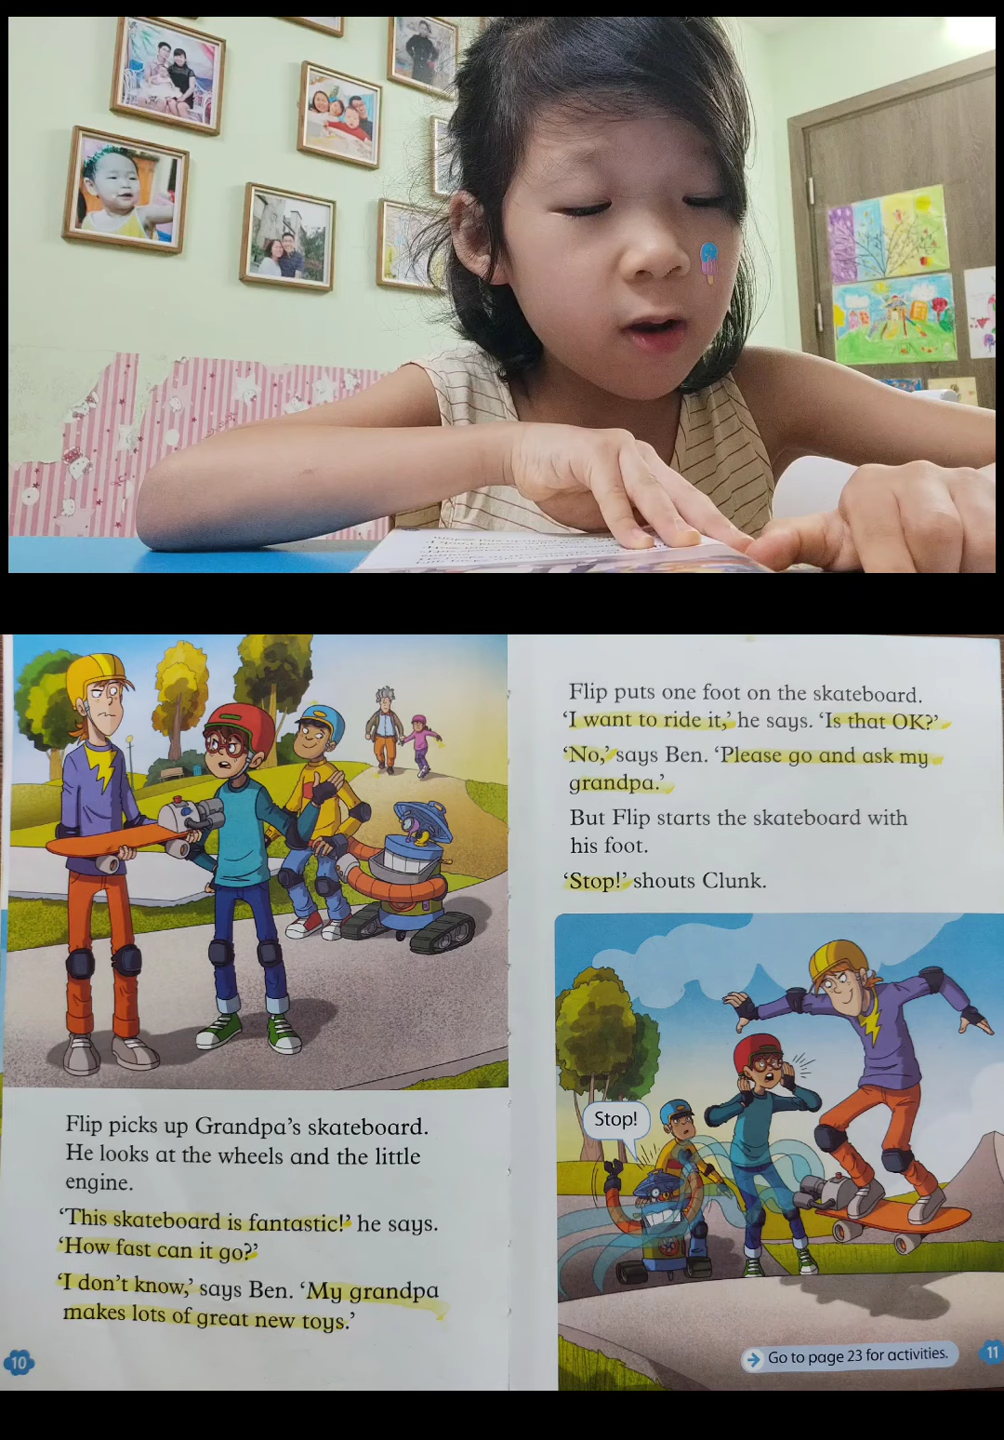 Flip picks up Grandpa's skateboard.
He looks at the wheels and the little
engine.
'This skateboard is fantastic!' he says.
'How fast can it go?'
'I don't know,' says Ben. 'My grandpa
makes lots of great new toys.'
10
Flip puts one foot on the skateboard.
'I want to ride it,' he says. 'Is that OK?'
'No,' says Ben. 'Please go and ask my
grandpa.'
But Flip starts the skateboard with
his foot.
'Stop!' shouts Clunk.
Stop!
Go to page 23 for activities.
11